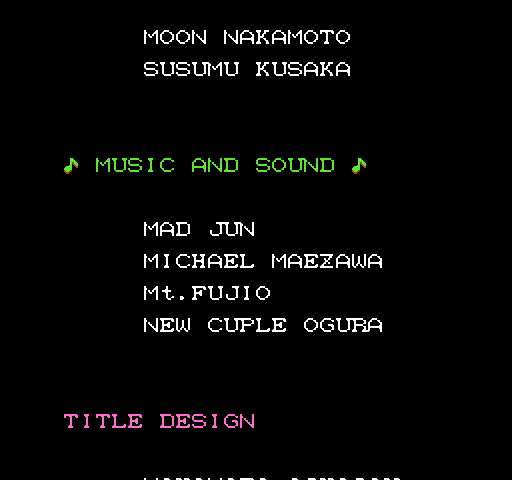 MOON NAKAMOTO
SUSUMU KUSAKA
♪ MUSIC AND SOUND ♪
MAD JUN
MICHAEL MAEZAWA
Mt.FUJIO
NEW CUPLE OGURA
TITLE DESIGN